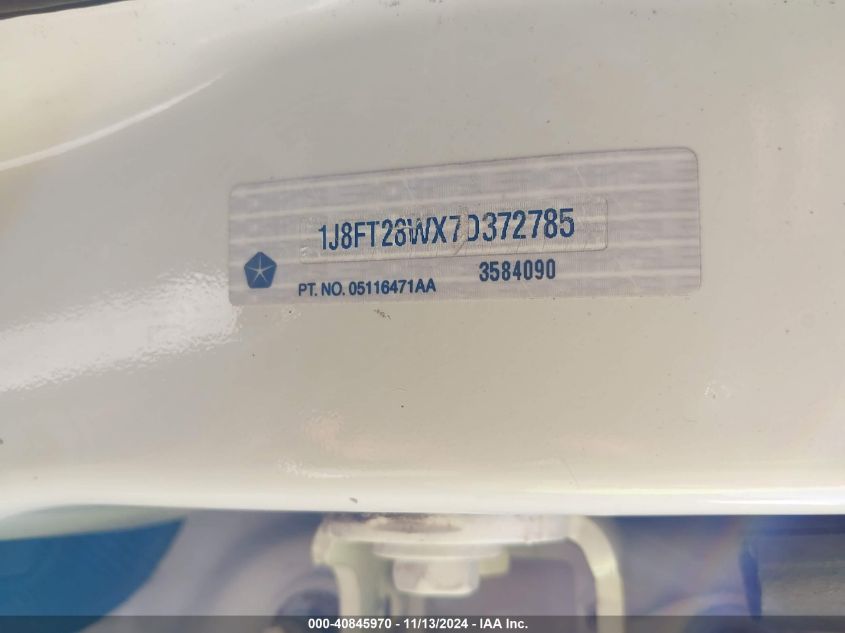 1J8FT28WX7D372785
3584090
PT. NO. 05116471AA
000-40845970 - 11/13/2024 - IAA Inc.